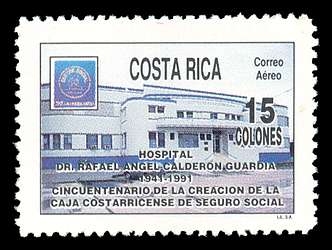 COSTA RICA
Correo
Aéreo
15
COLONES
HOSPITAL
DR. RAFAEL ANGEL CALDERÓN GUARDIA
1941-1991
CINCUENTENARIO DE LA CREACION DE LA
CAJA COSTARRICENSE DE SEGURO SOCIAL